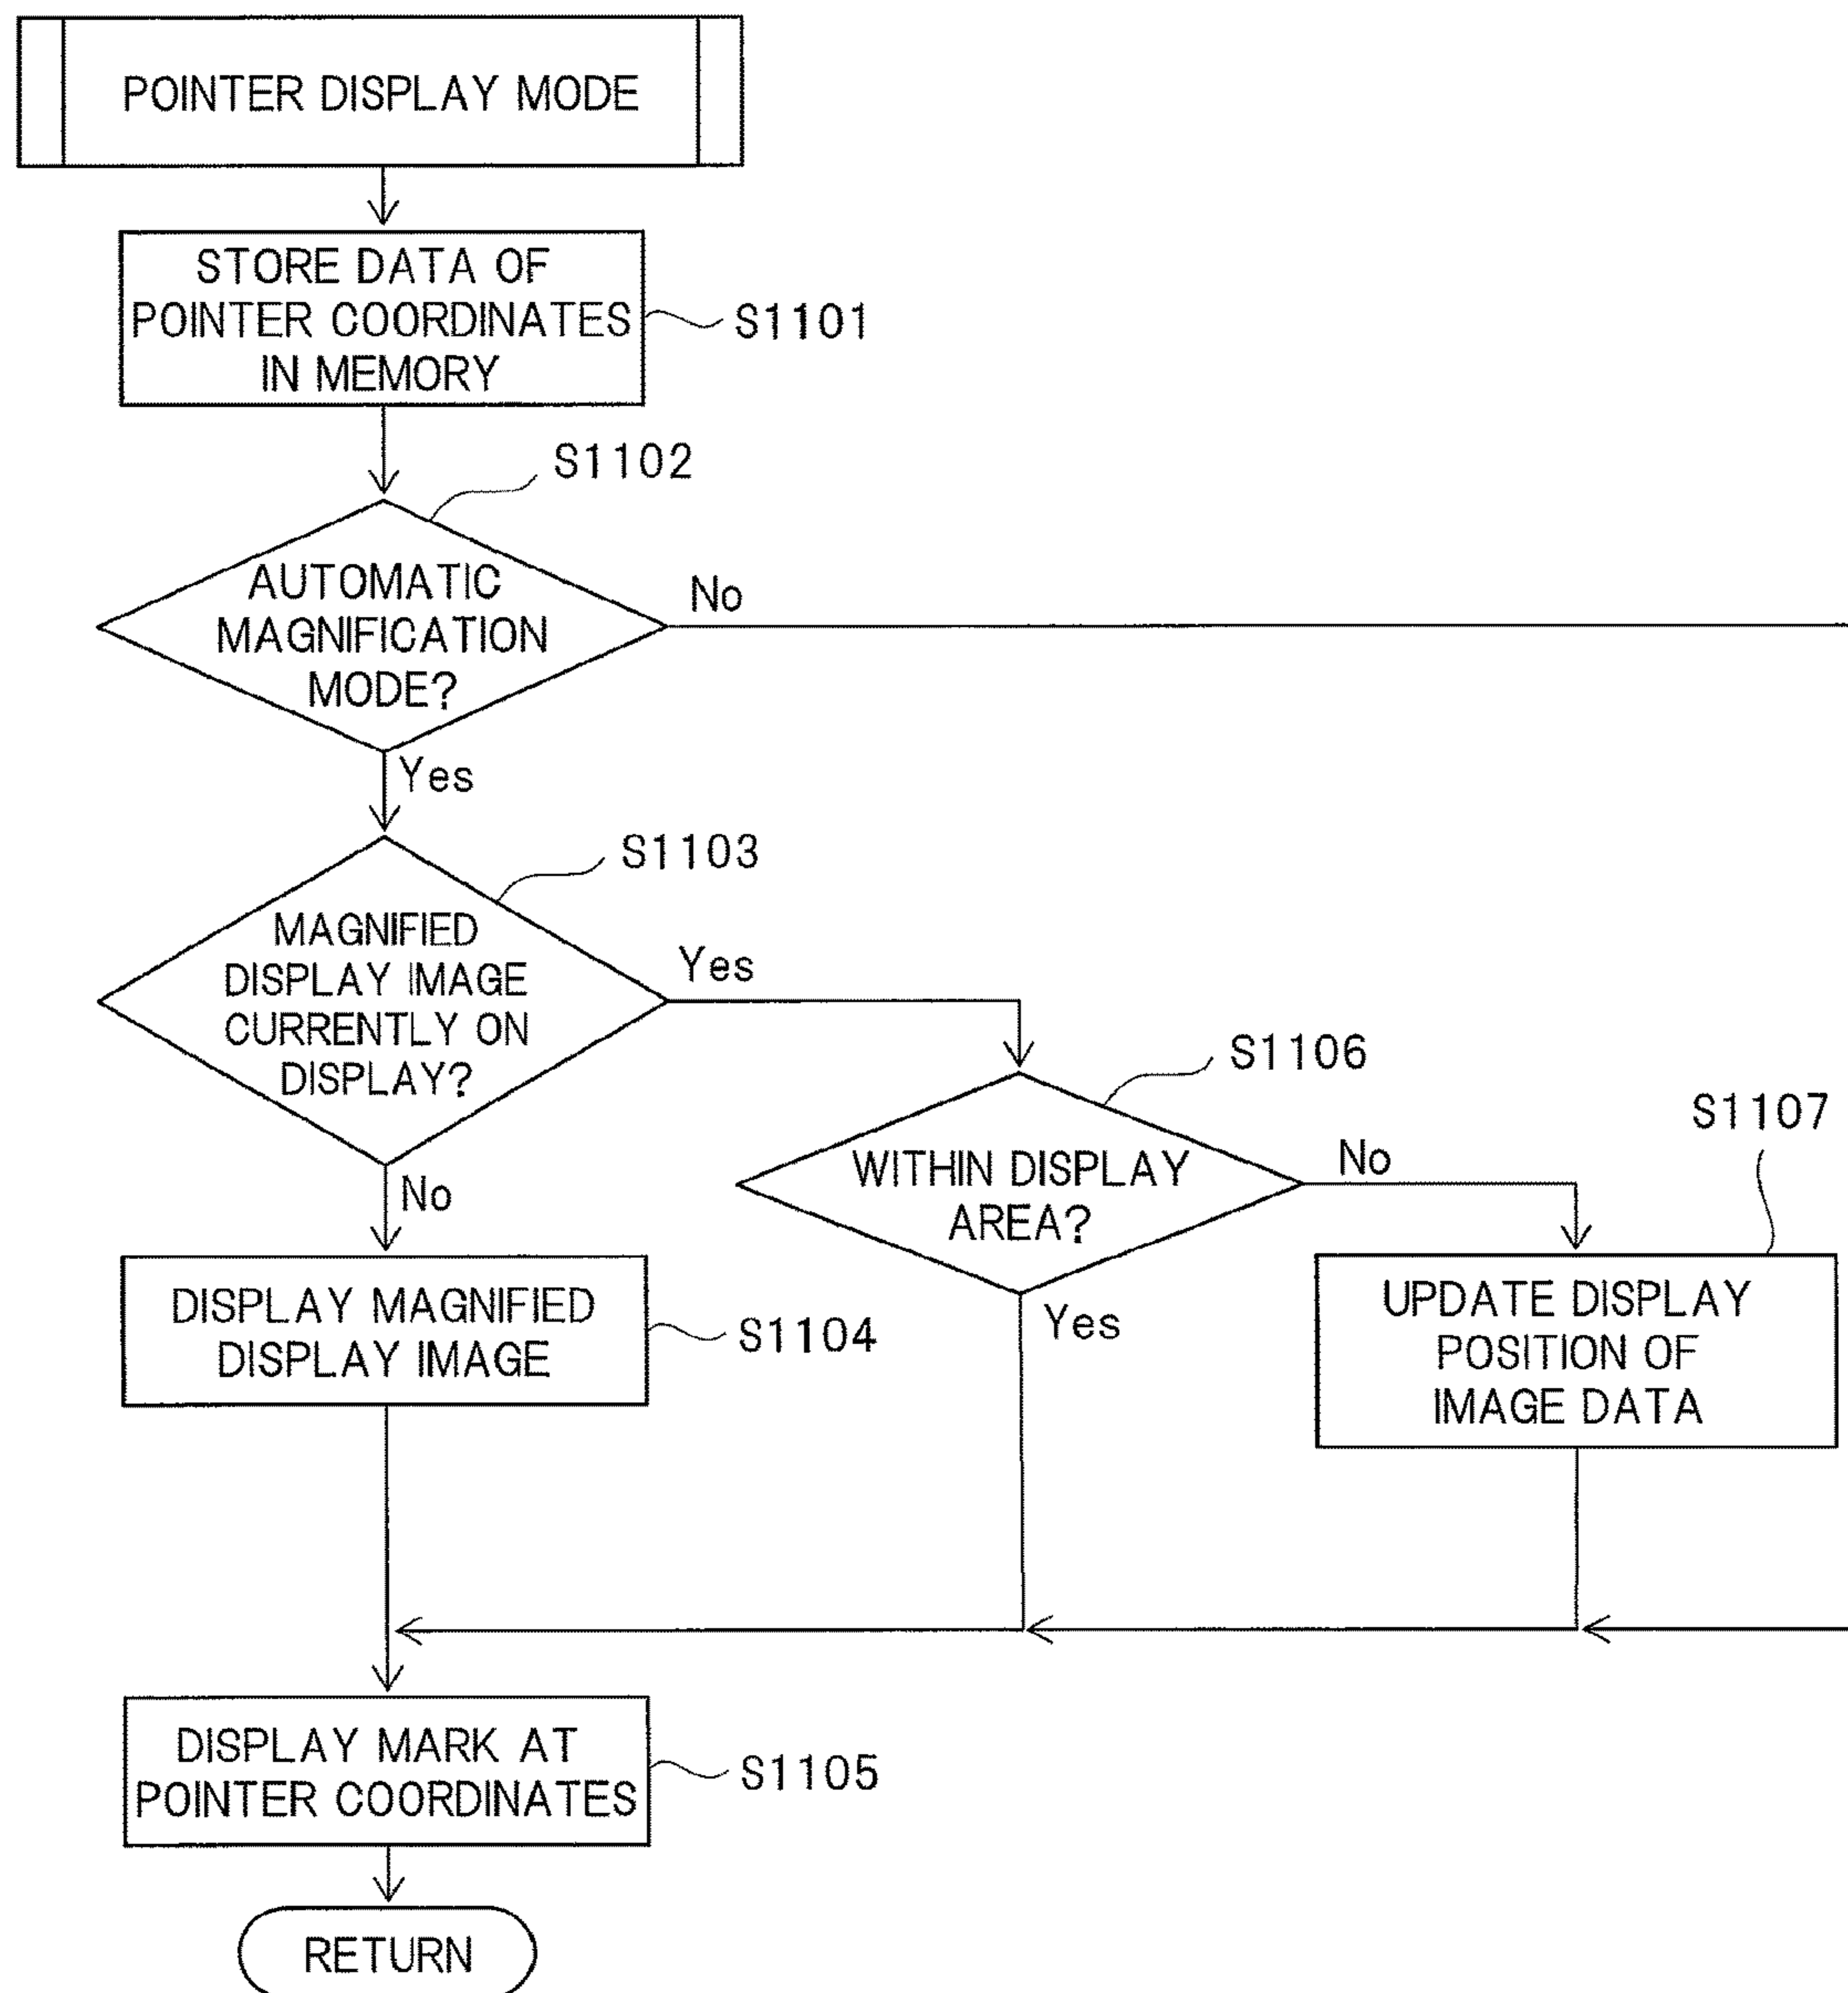 POINTER DISPLAY MODE
STORE DATA OF
POINTER COORDINATES
IN MEMORY
S1101
S1102
AUTOMATIC
MAGNIFICATION
MODE?
No
Yes
S1103
MAGNIFIED
DISPLAY IMAGE
CURRENTLY ON
DISPLAY?
Yes
No
S1106
WITHIN DISPLAY
AREA?
No
Yes
S1107
UPDATE DISPLAY
POSITION OF
IMAGE DATA
DISPLAY MAGNIFIED
DISPLAY IMAGE
S1104
DISPLAY MARK AT
POINTER COORDINATES
S1105
RETURN